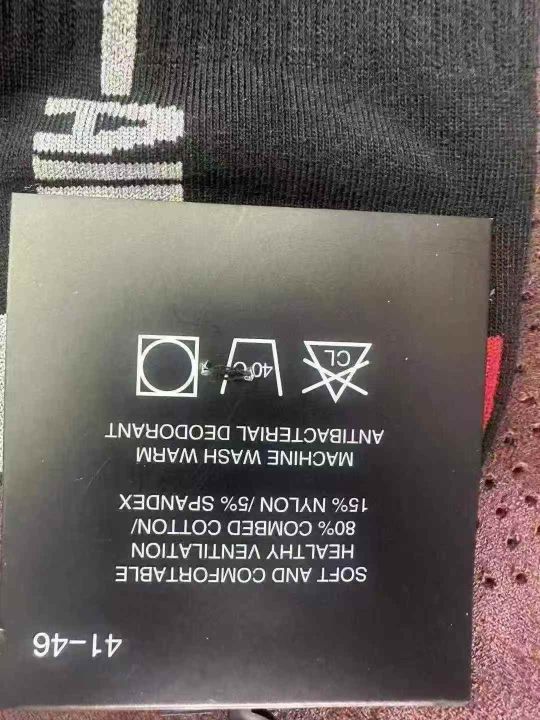 41-46
SOFT AND COMFORTABLE
HEALTHY VENTILATION
80% COMBED COTTON/
15% NYLON /5% SPANDEX
MACHINE WASH WARM
ANTIBACTERIAL DEODORANT
CL 40°C